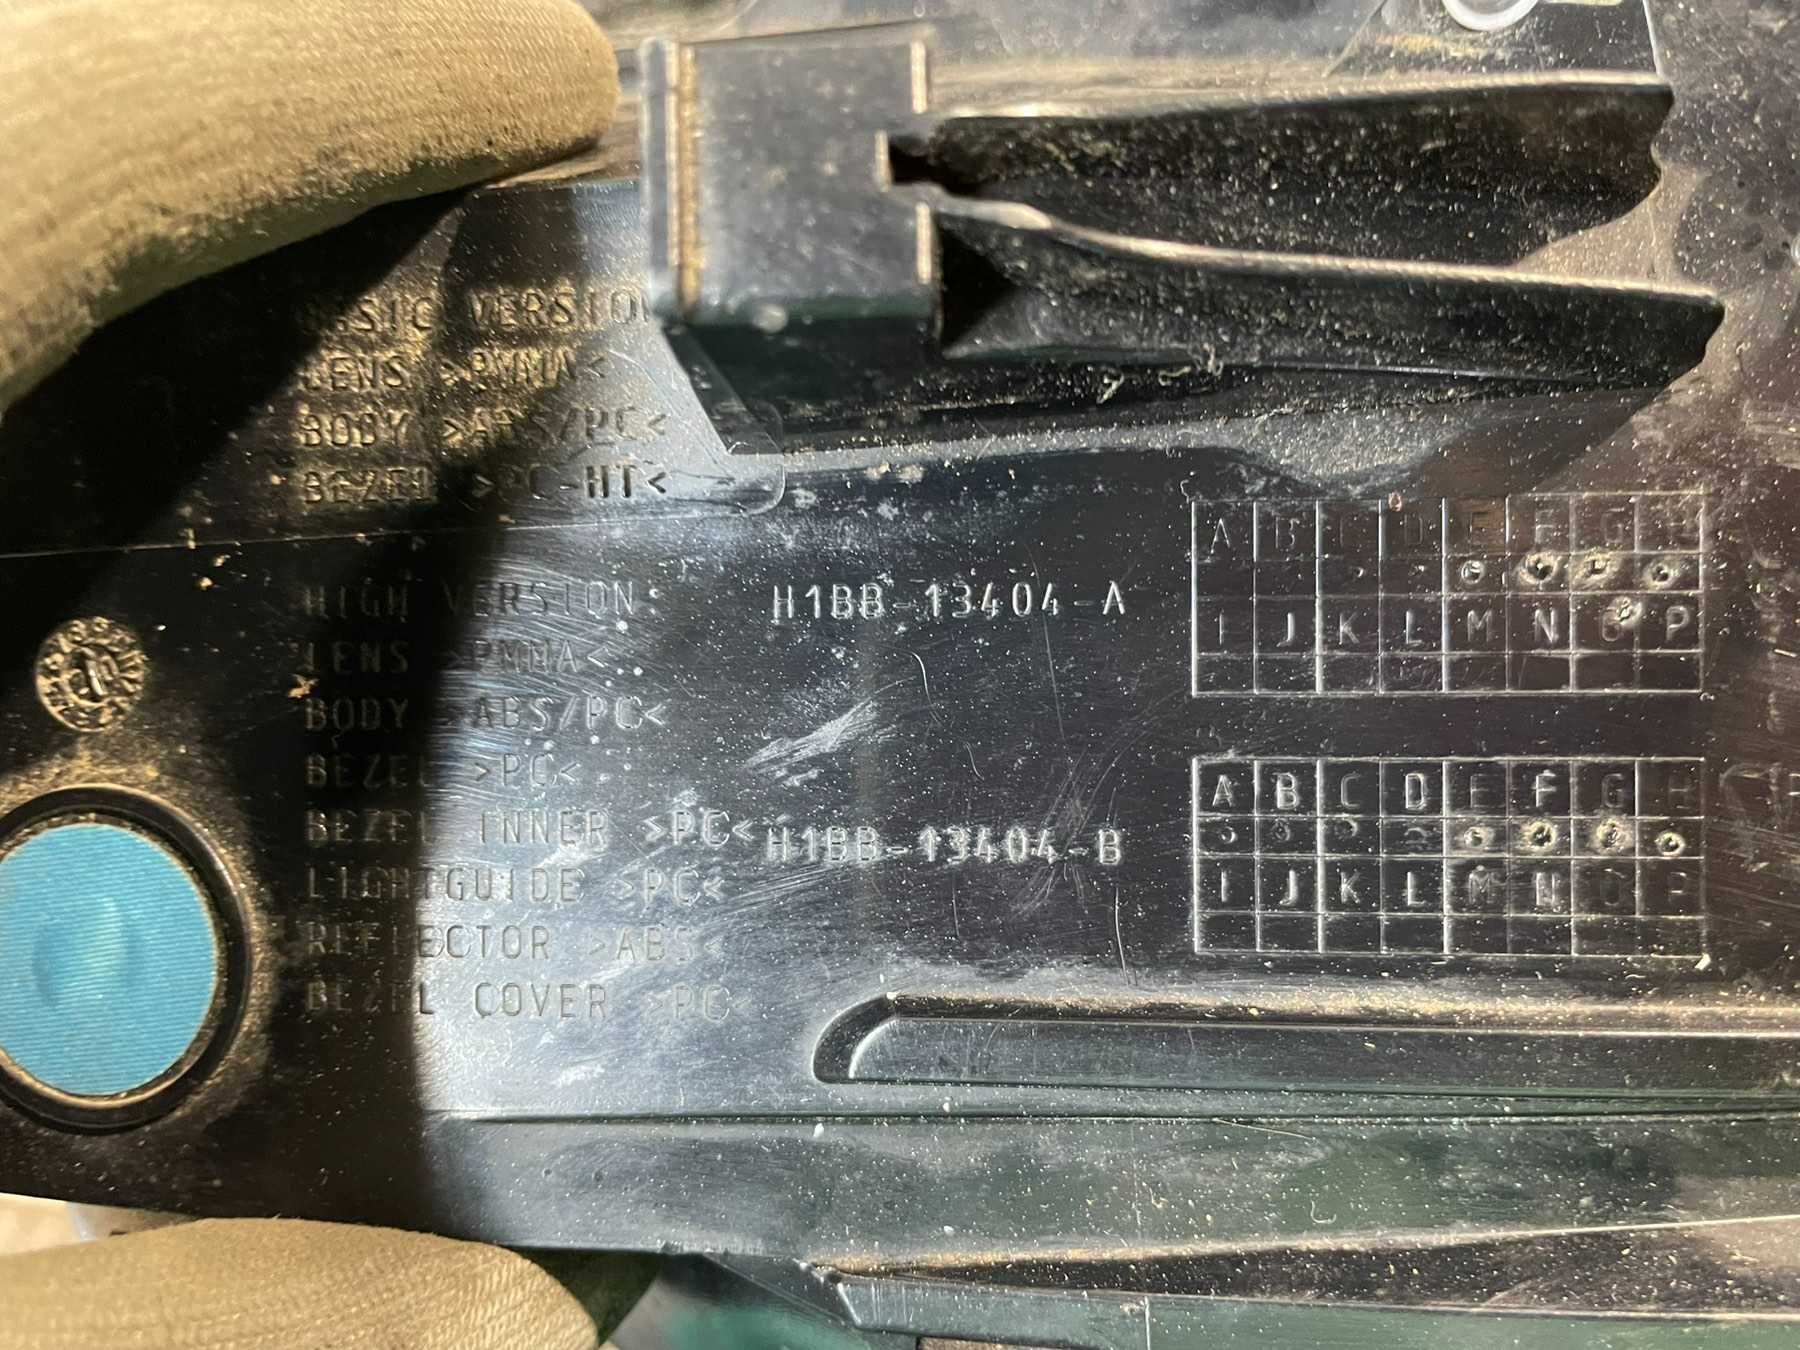 BASIC VERSION
LENS >PMMA<
BODY >ABS/PC<
BEZEL >PC-HT<
HIGH VERSION: H1BB-13404-A
LENS >PMMA<
BODY >ABS/PC<
BEZEL >PC<
BEZEL INNER >PC< H1BB-13404-B
LIGHTGUIDE >PC<
REFLECTOR >ABS<
BEZEL COVER >PC<
A B C D E F G H
I J K L M N O P
A B C D E F G H
I J K L M N O P